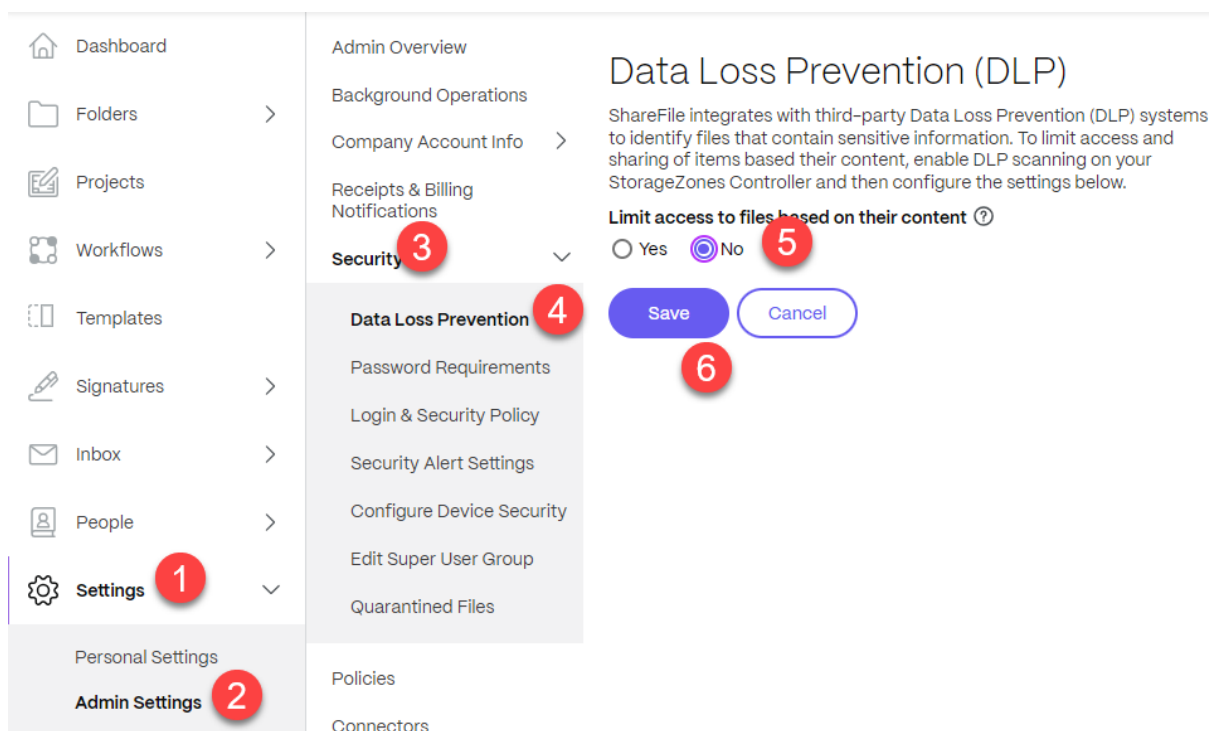 Dashboard
Folders
Projects
Workflows
Templates
Signatures
Inbox
People
Settings
1
Personal Settings
Admin Settings
2
Admin Overview
Background Operations
Company Account Info
Receipts & Billing
Notifications
Security
3
Data Loss Prevention
4
Password Requirements
Login & Security Policy
Security Alert Settings
Configure Device Security
Edit Super User Group
Quarantined Files
Policies
Connectors
Data Loss Prevention (DLP)
ShareFile integrates with third-party Data Loss Prevention (DLP) systems
to identify files that contain sensitive information. To limit access and
sharing of items based their content, enable DLP scanning on your
StorageZones Controller and then configure the settings below.
Limit access to files based on their content ?
Yes No
5
Save Cancel
6